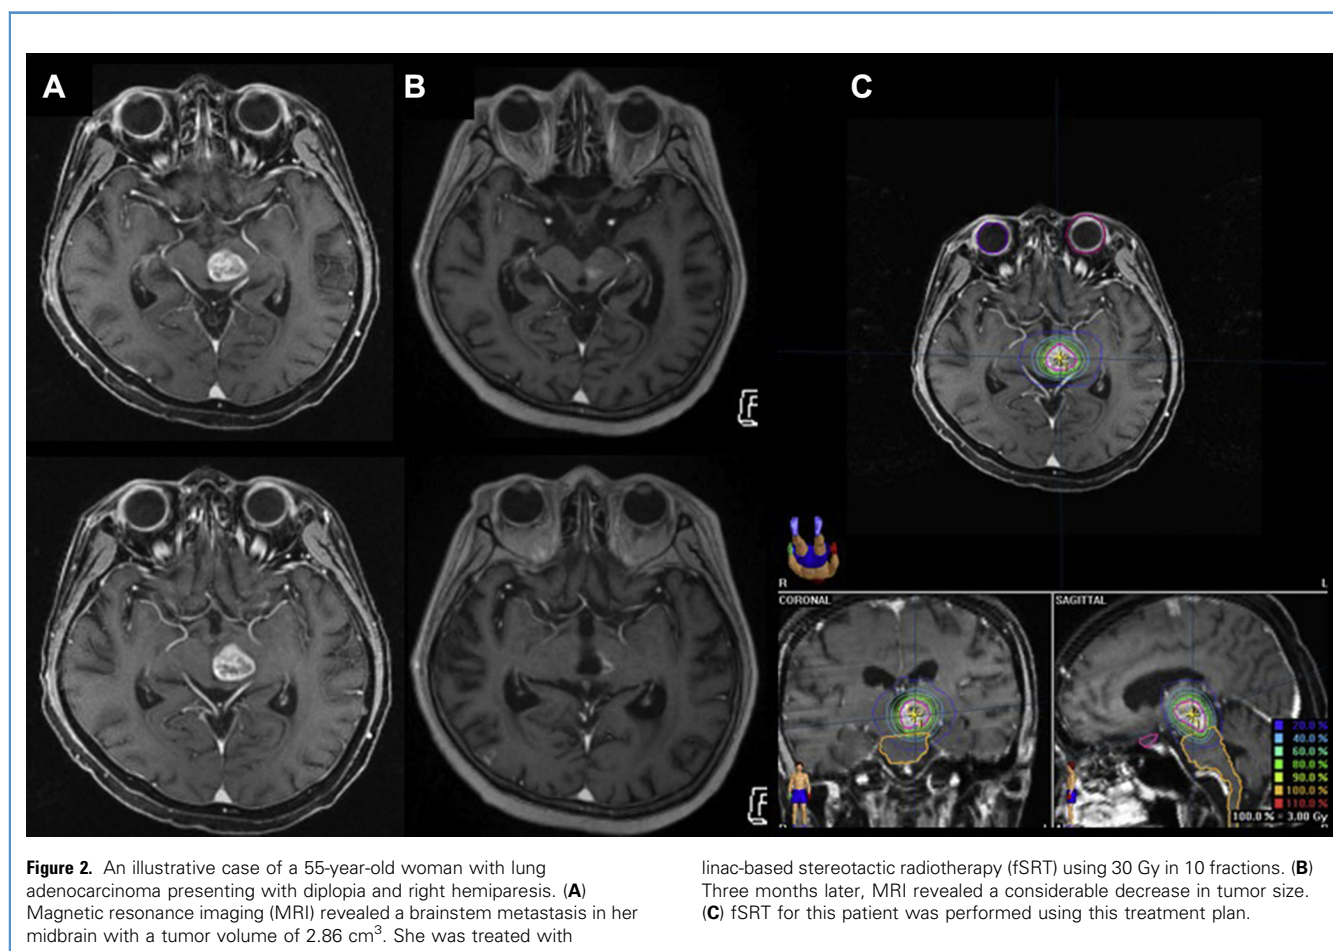 A
B
C
R
L
CORONAL
SAGITTAL
20.0 %
40.0 %
60.0 %
80.0 %
90.0 %
100.0 %
110.0 %
100.0 % = 3.00 Gy
Figure 2. An illustrative case of a 55-year-old woman with lung
adenocarcinoma presenting with diplopia and right hemiparesis. (A)
Magnetic resonance imaging (MRI) revealed a brainstem metastasis in her
midbrain with a tumor volume of 2.86 cm³. She was treated with
linac-based stereotactic radiotherapy (fSRT) using 30 Gy in 10 fractions. (B)
Three months later, MRI revealed a considerable decrease in tumor size.
(C) fSRT for this patient was performed using this treatment plan.